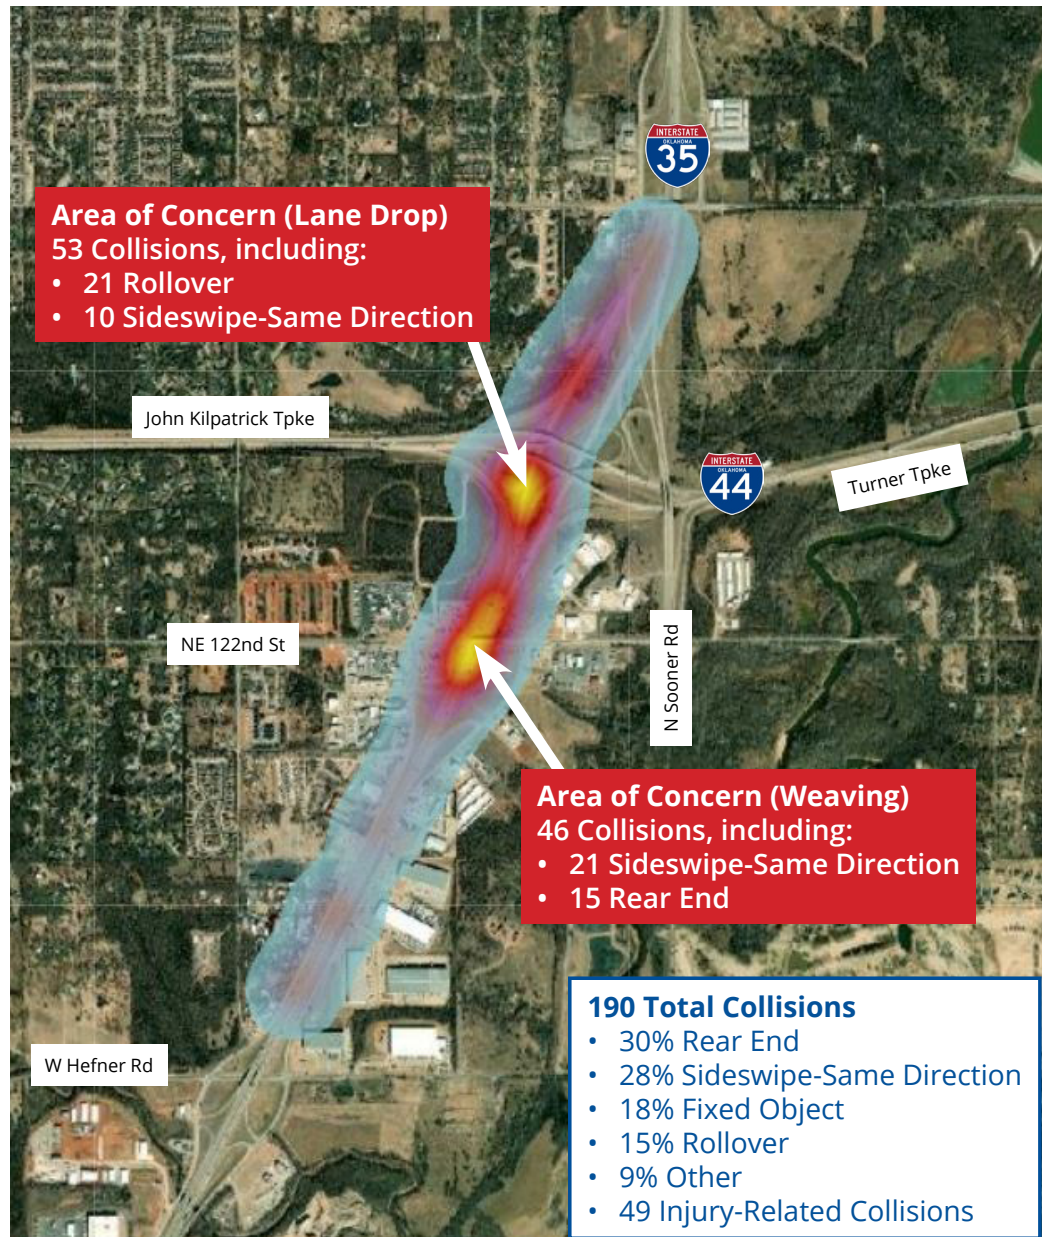 INTERSTATE
OKLAHOMA
35
Area of Concern (Lane Drop)
53 Collisions, including:
• 21 Rollover
• 10 Sideswipe-Same Direction
John Kilpatrick Tpke
INTERSTATE
OKLAHOMA
44
Turner Tpke
NE 122nd St
N Sooner Rd
Area of Concern (Weaving)
46 Collisions, including:
• 21 Sideswipe-Same Direction
• 15 Rear End
W Hefner Rd
190 Total Collisions
• 30% Rear End
• 28% Sideswipe-Same Direction
• 18% Fixed Object
• 15% Rollover
• 9% Other
• 49 Injury-Related Collisions